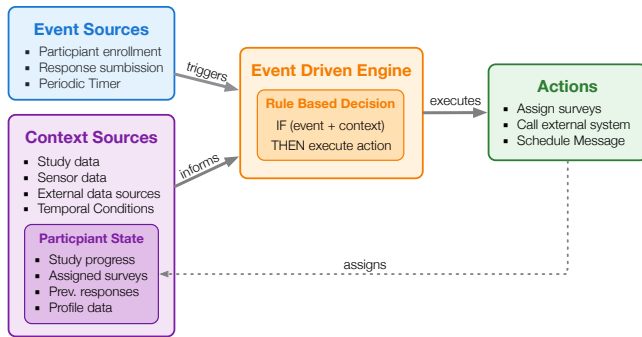 Event Sources
▪ Particpiant enrollment
▪ Response sumbission
▪ Periodic Timer
triggers
Context Sources
▪ Study data
▪ Sensor data
▪ External data sources
▪ Temporal Conditions
Particpiant State
▪ Study progress
▪ Assigned surveys
▪ Prev. responses
▪ Profile data
informs
Event Driven Engine
Rule Based Decision
IF (event + context)
THEN execute action
executes
Actions
▪ Assign surveys
▪ Call external system
▪ Schedule Message
assigns